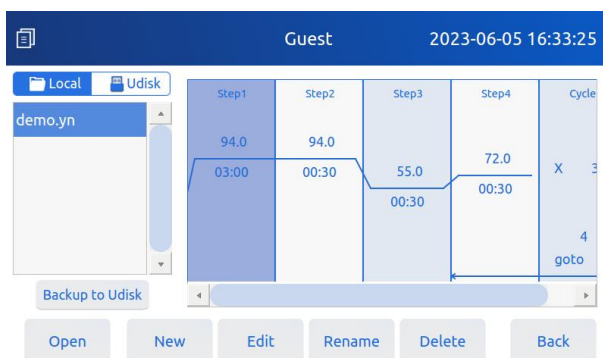 Guest 2023-06-05 16:33:25
Local Udisk
demo.yn
Step1 Step2 Step3 Step4 Cycle
94.0 94.0 55.0 72.0 X 3
03:00 00:30 00:30 00:30
4
goto
Backup to Udisk
Open New Edit Rename Delete Back